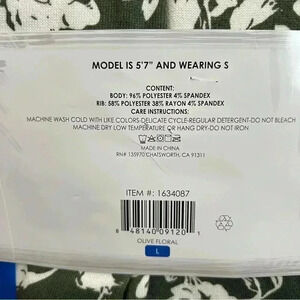 MODEL IS 5'7" AND WEARING S
CONTENT:
BODY: 96% POLYESTER 4% SPANDEX
RIB: 58% POLYESTER 38% RAYON 4% SPANDEX
CARE INSTRUCTIONS:
MACHINE WASH COLD WITH LIKE COLORS-DELICATE CYCLE-REGULAR DETERGENT-DO NOT BLEACH
MACHINE DRY LOW TEMPERATURE OR HANG DRY-DO NOT IRON
MADE IN CHINA
RN# 135970 CHATSWORTH, CA 91311
ITEM #: 1634087
8 48140 09120 1
OLIVE FLORAL
L